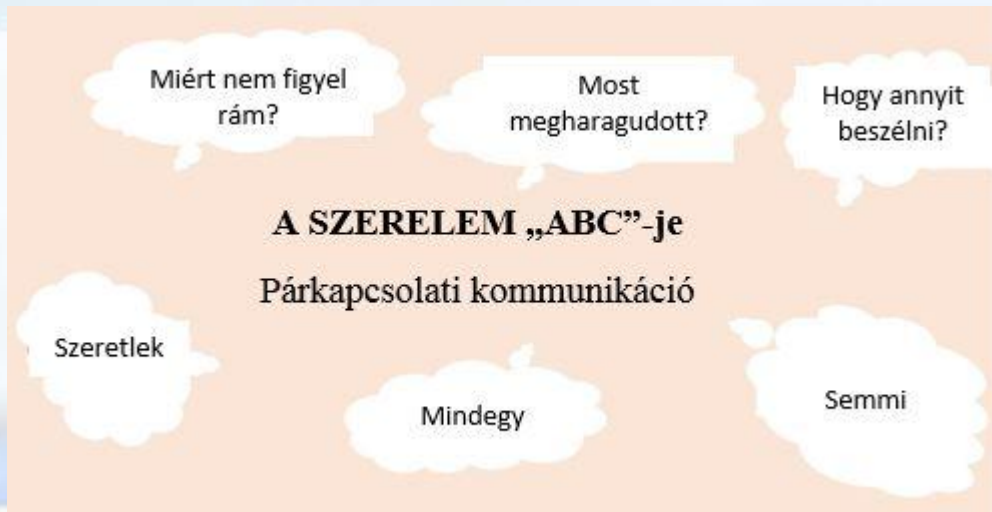 Miért nem figyel
rám?
Most
megharagudott?
Hogy annyit
beszélni?
A SZERELEM „ABC”-je
Párkapcsolati kommunikáció
Szeretlek
Mindegy
Semmi